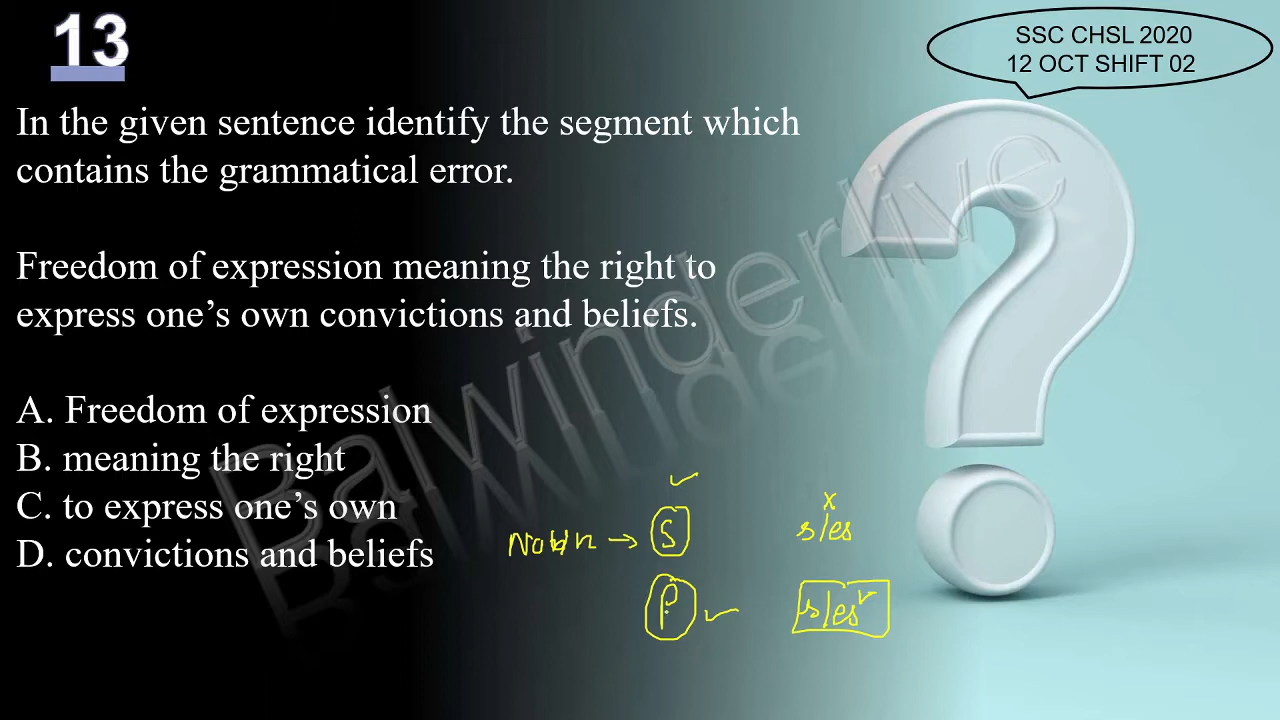 13
SSC CHSL 2020
12 OCT SHIFT 02
In the given sentence identify the segment which
contains the grammatical error.
Freedom of expression meaning the right to
express one’s own convictions and beliefs.
A. Freedom of expression
B. meaning the right
C. to express one’s own
D. convictions and beliefs
Balwinderlive
Noun → S ✓ s/es x
P ✓ s/es ✓